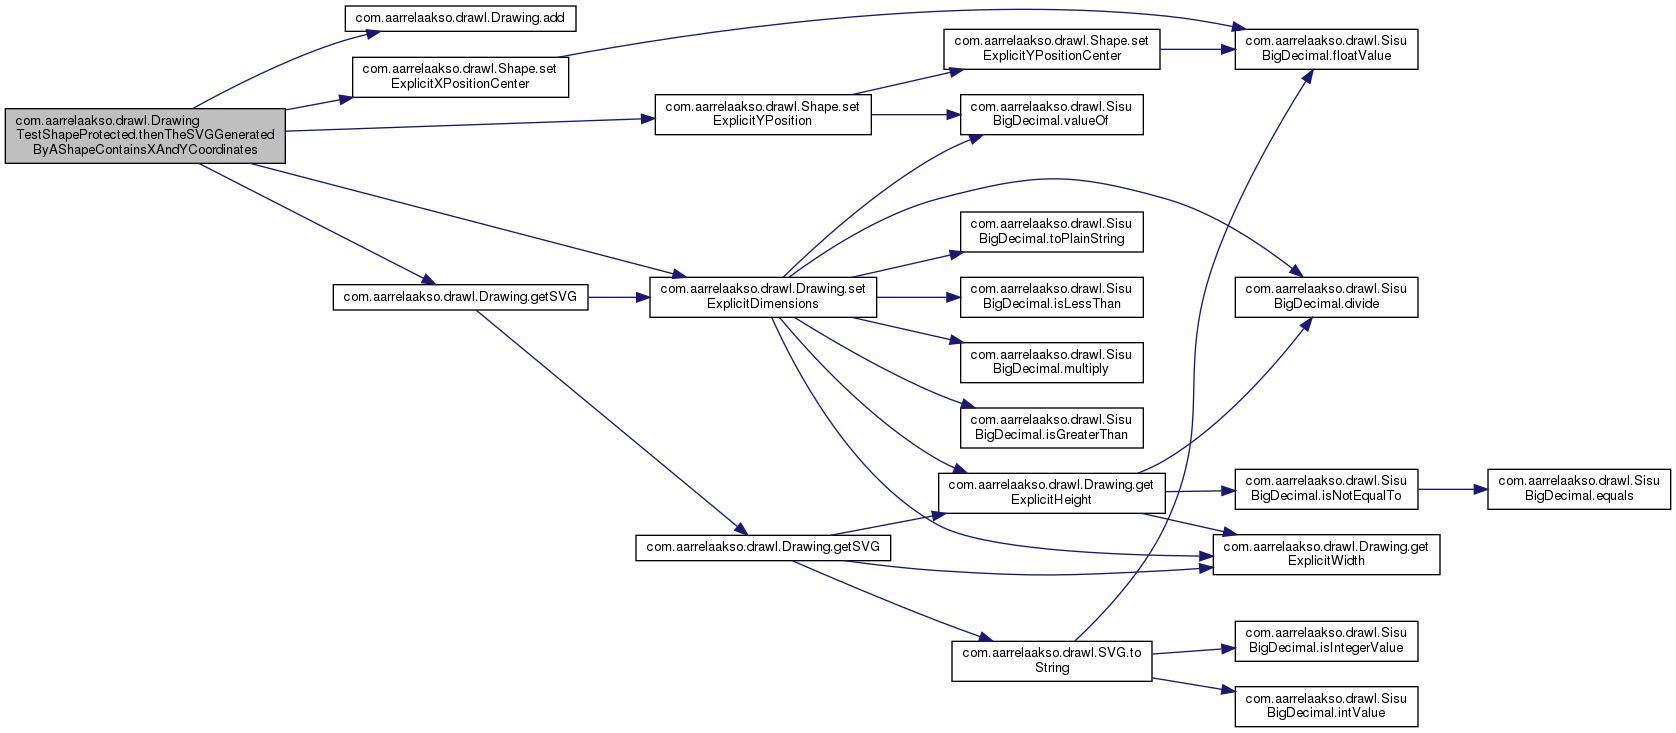 com.aarrelaakso.drawl.Drawing
TestShapeProtected.thenTheSVGGenerated
ByAShapeContainsXAndYCoordinates
com.aarrelaakso.drawl.Drawing.add
com.aarrelaakso.drawl.Shape.set
ExplicitXPositionCenter
com.aarrelaakso.drawl.Shape.set
ExplicitYPosition
com.aarrelaakso.drawl.Shape.set
ExplicitYPositionCenter
com.aarrelaakso.drawl.Sisu
BigDecimal.floatValue
com.aarrelaakso.drawl.Sisu
BigDecimal.valueOf
com.aarrelaakso.drawl.Drawing.getSVG
com.aarrelaakso.drawl.Drawing.set
ExplicitDimensions
com.aarrelaakso.drawl.Sisu
BigDecimal.toPlainString
com.aarrelaakso.drawl.Sisu
BigDecimal.isLessThan
com.aarrelaakso.drawl.Sisu
BigDecimal.multiply
com.aarrelaakso.drawl.Sisu
BigDecimal.isGreaterThan
com.aarrelaakso.drawl.Sisu
BigDecimal.divide
com.aarrelaakso.drawl.Drawing.get
ExplicitHeight
com.aarrelaakso.drawl.Sisu
BigDecimal.isNotEqualTo
com.aarrelaakso.drawl.Sisu
BigDecimal.equals
com.aarrelaakso.drawl.Drawing.getSVG
com.aarrelaakso.drawl.Drawing.get
ExplicitWidth
com.aarrelaakso.drawl.SVG.to
String
com.aarrelaakso.drawl.Sisu
BigDecimal.isIntegerValue
com.aarrelaakso.drawl.Sisu
BigDecimal.intValue